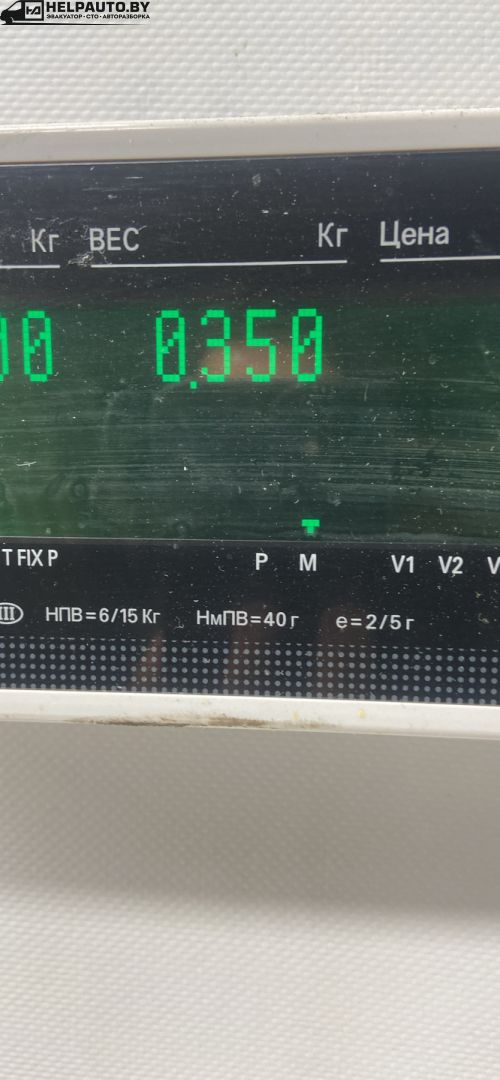 HELPAUTO.BY
ЭВАКУАТОР • СТО • АВТОРАЗБОРКА
Кг ВЕС Кг Цена
0.350
T FIX P P M V1 V2
III НПВ=6/15 Кг НмПВ=40 г e=2/5 г